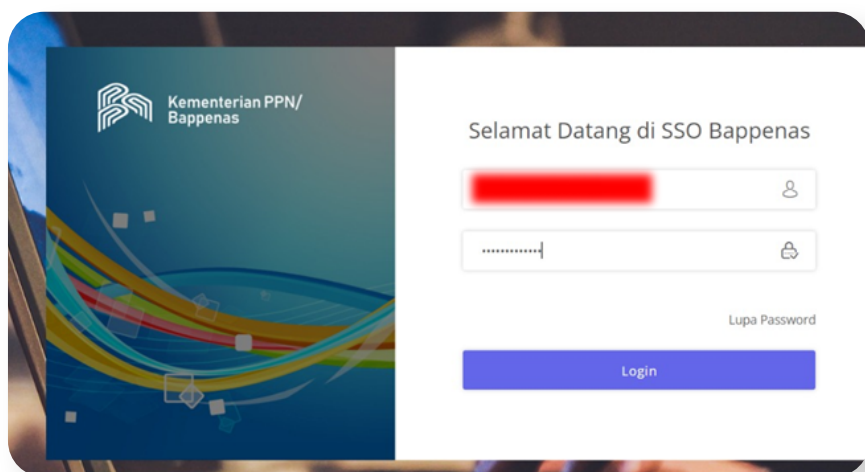 Kementerian PPN/
Bappenas
Selamat Datang di SSO Bappenas
Lupa Password
Login